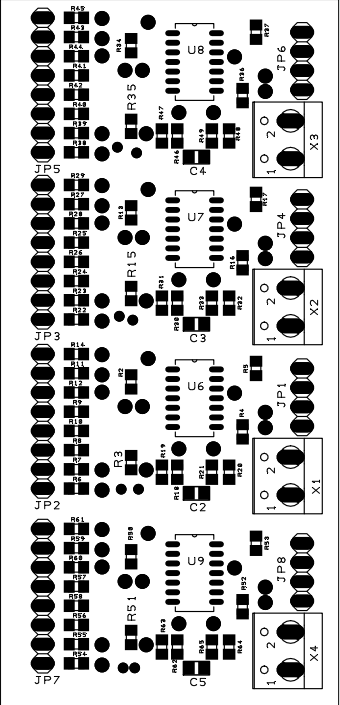 R45
R43
R44
R41
R42
R40
R39
R38
JP5
R34
R35
U8
R37
R36
JP6
R47
R46
R49
R48
C4
2
1
X3
R29
R27
R28
R25
R26
R24
R23
R22
JP3
R13
R15
U7
R17
R16
JP4
R31
R30
R33
R32
C3
2
1
X2
R14
R11
R12
R9
R10
R8
R7
R6
JP2
R2
R3
U6
R5
R4
JP1
R19
R18
R21
R20
C2
2
1
X1
R61
R59
R60
R57
R58
R56
R55
R54
JP7
R50
R51
U9
R53
R52
JP8
R63
R62
R65
R64
C5
2
1
X4